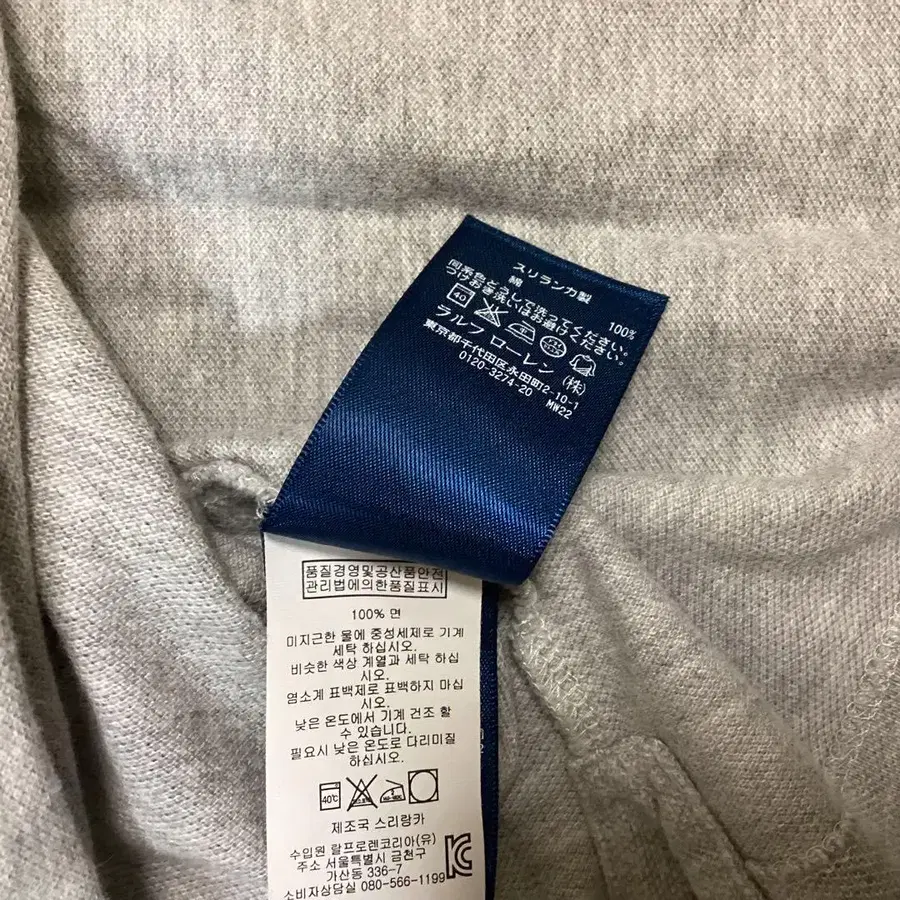 スリランカ製
綿 100%
同系色どうしで洗ってください。
つけおき洗いはお避けください。
40
ラルフ ローレン (株)
東京都千代田区永田町2-10-1
0120-3274-20 MW22
품질경영및공산품안전
관리법에의한품질표시
100% 면
미지근한 물에 중성세제로 기계
세탁 하십시오.
비슷한 색상 계열과 세탁 하십
시오.
염소계 표백제로 표백하지 마십
시오.
낮은 온도에서 기계 건조 할
수 있습니다.
필요시 낮은 온도로 다리미질
하십시오.
40℃
제조국 스리랑카
수입원 랄프로렌코리아(유)
주소 서울특별시 금천구
가산동 336-7
소비자상담실 080-566-1199